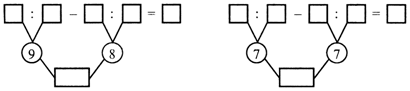 □ : □ – □ : □ = □ □ : □ – □ : □ = □
9 8 7 7